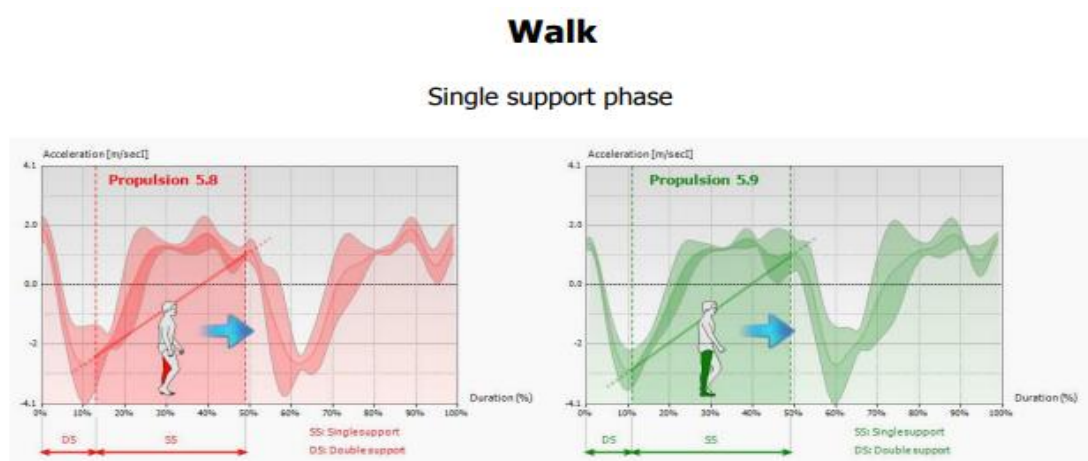 Walk
Single support phase
Acceleration [m/secI]
4.1
Propulsion 5.8
2.0
0.0
-2
-4.1
0% 10% 20% 30% 40% 50% 60% 70% 80% 90% 100%
Duration (%)
DS SS
SS: Singlesupport
DS: Double support
Acceleration [m/secI]
4.1
Propulsion 5.9
2.0
0.0
-2
-4.1
0% 10% 20% 30% 40% 50% 60% 70% 80% 90% 100%
Duration (%)
DS SS
SS: Singlesupport
DS: Double support